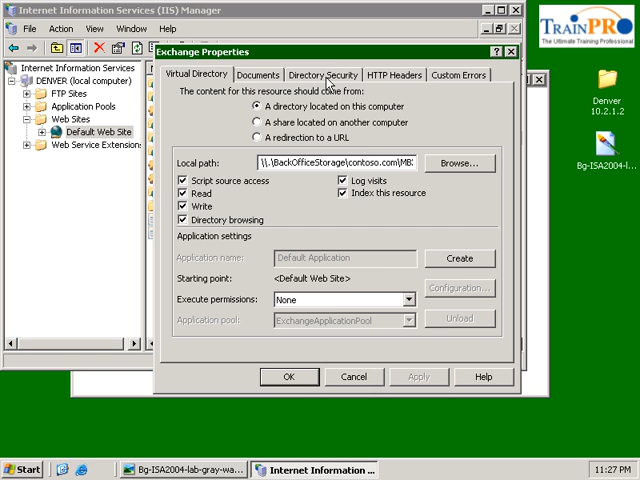 Internet Information Services (IIS) Manager
File Action View Window Help
Internet Information Services
DENVER (local computer)
FTP Sites
Application Pools
Web Sites
Default Web Site
Web Service Extensions
Exchange Properties
Virtual Directory Documents Directory Security HTTP Headers Custom Errors
The content for this resource should come from:
A directory located on this computer
A share located on another computer
A redirection to a URL
Local path: \\.\BackOfficeStorage\contoso.com\MBX Browse...
Script source access Log visits
Read Index this resource
Write
Directory browsing
Application settings
Application name: Default Application Create
Starting point: <Default Web Site>
Execute permissions: None Configuration...
Application pool: ExchangeApplicationPool Unload
OK Cancel Apply Help
TrainPRO
The Ultimate Training Professional
Denver
10.2.1.2
Bg-ISA2004-l...
Start Bg-ISA2004-lab-gray-wa... Internet Information ... 11:27 PM